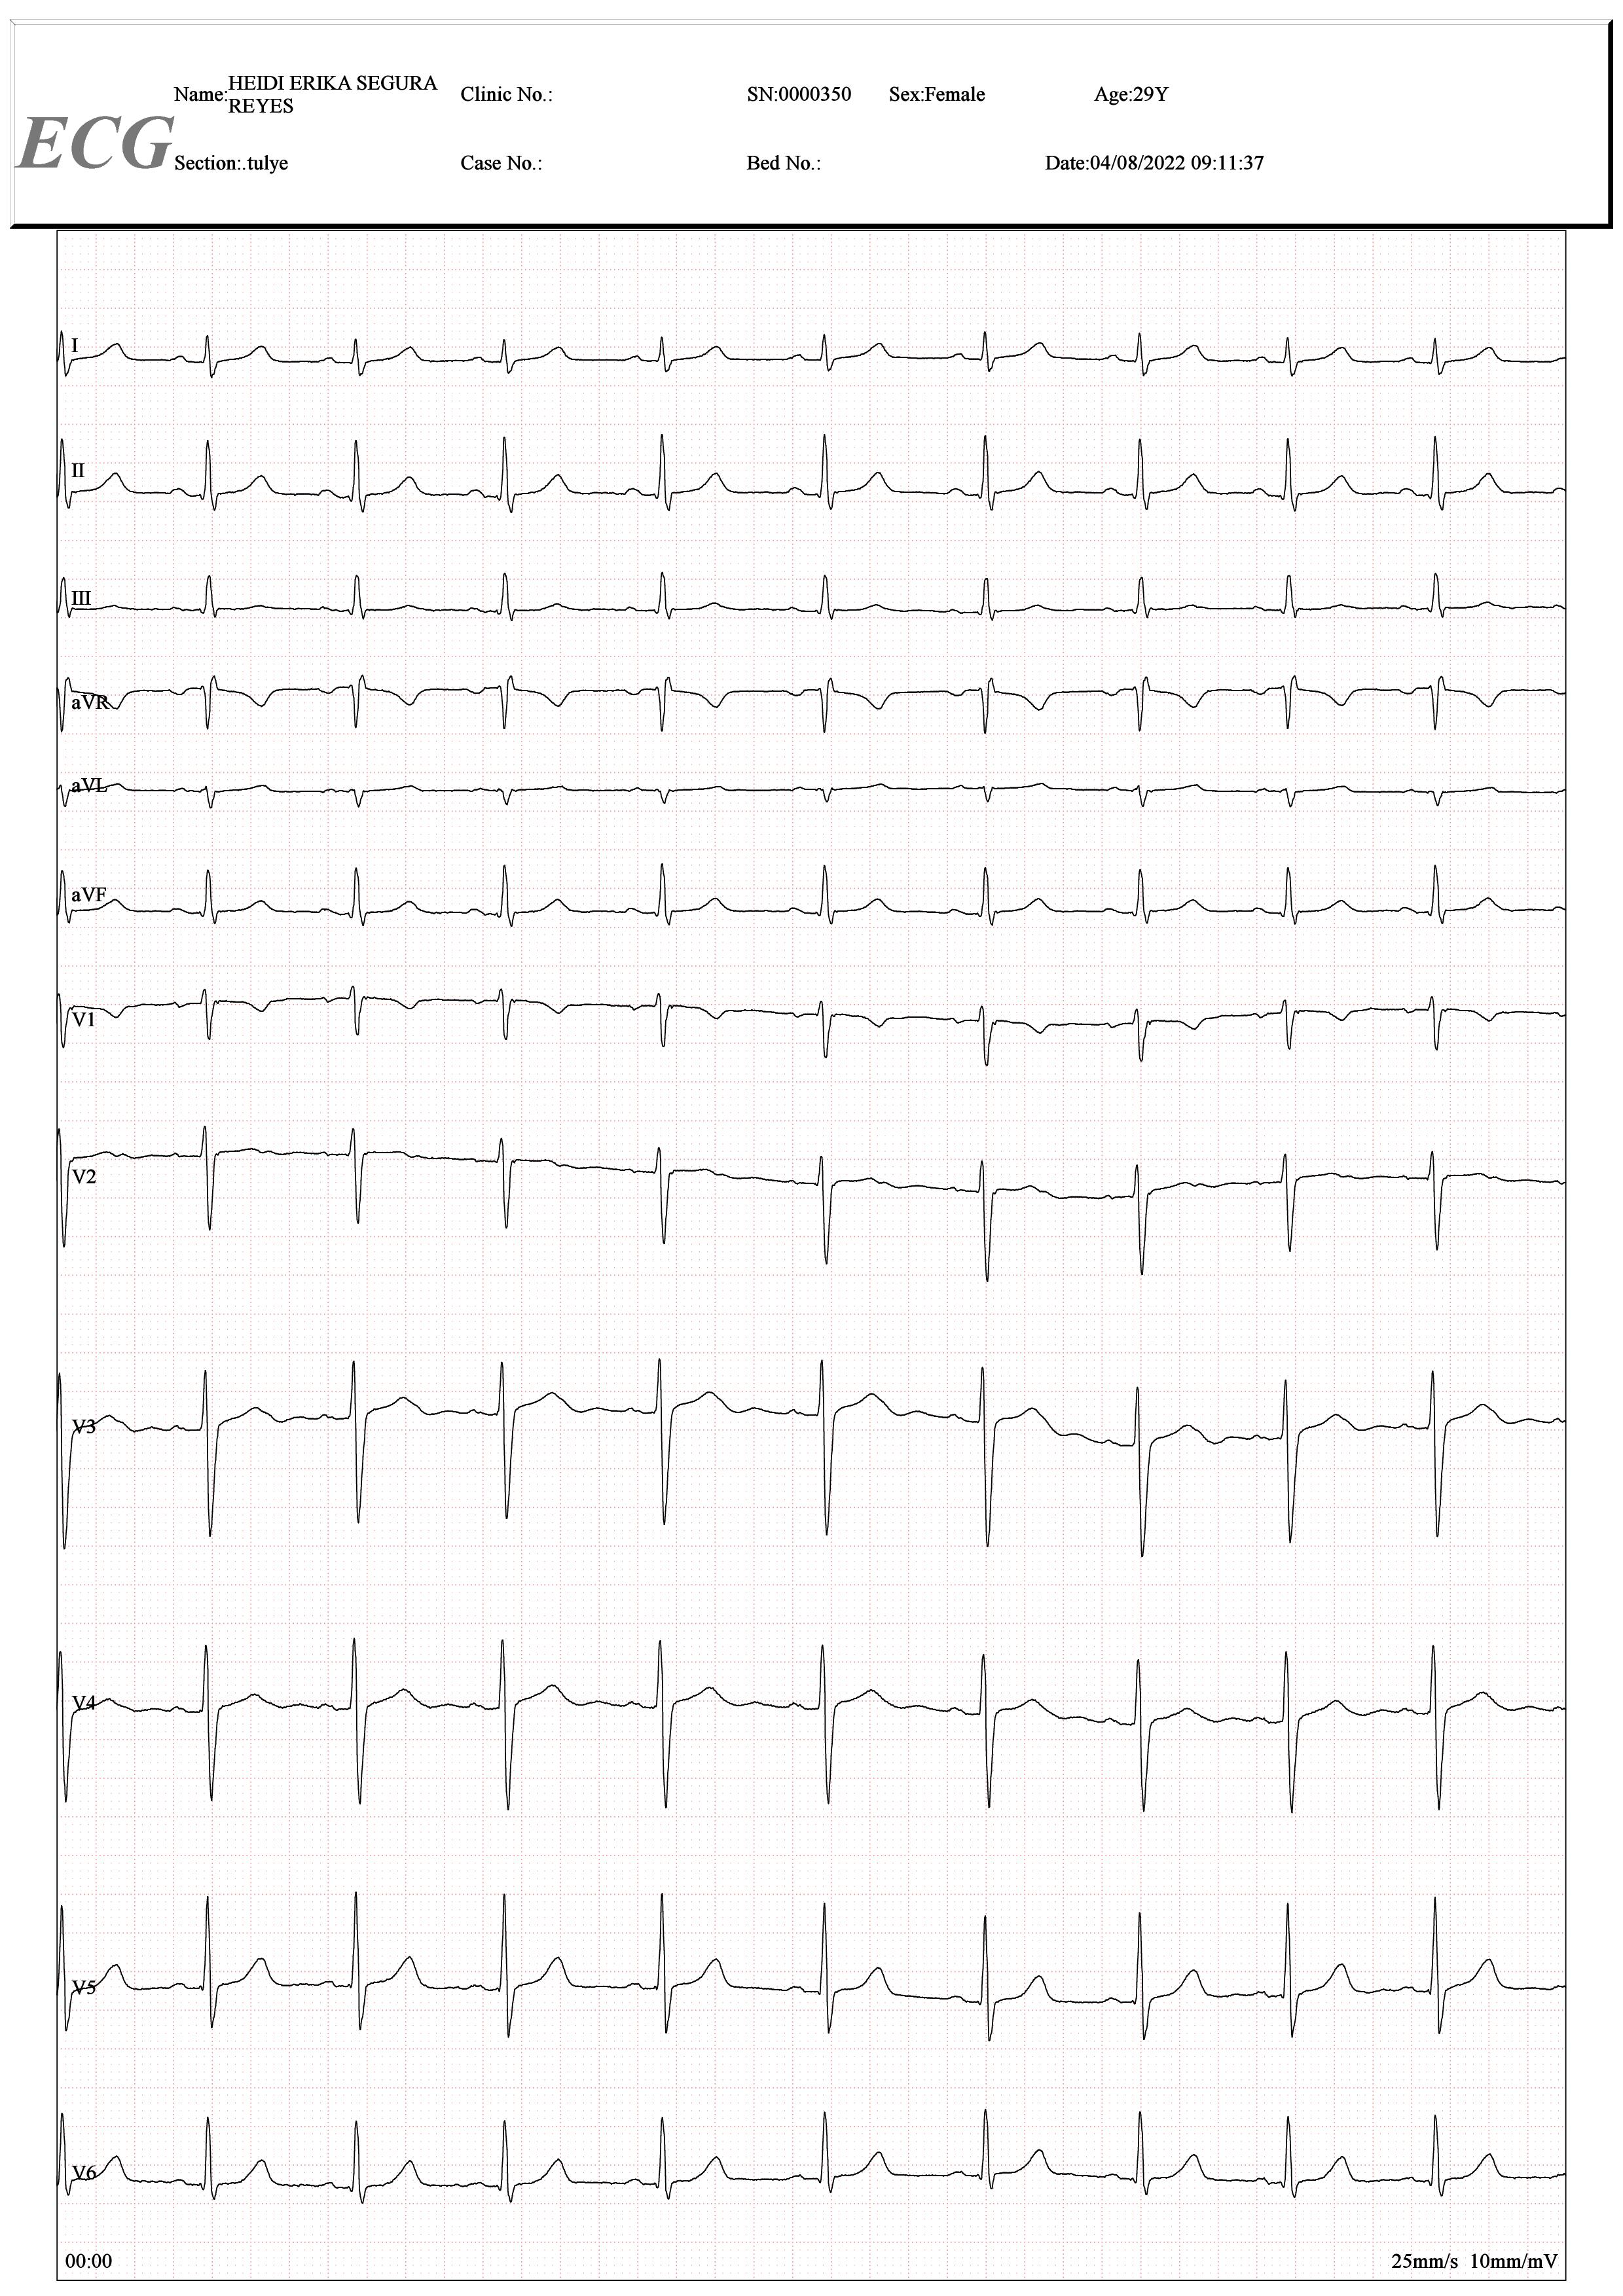 ECG
Name:HEIDI ERIKA SEGURA REYES Clinic No.: SN:0000350 Sex:Female Age:29Y
Section:.tulye Case No.: Bed No.: Date:04/08/2022 09:11:37
I
II
III
aVR
aVL
aVF
V1
V2
V3
V4
V5
V6
00:00 25mm/s 10mm/mV